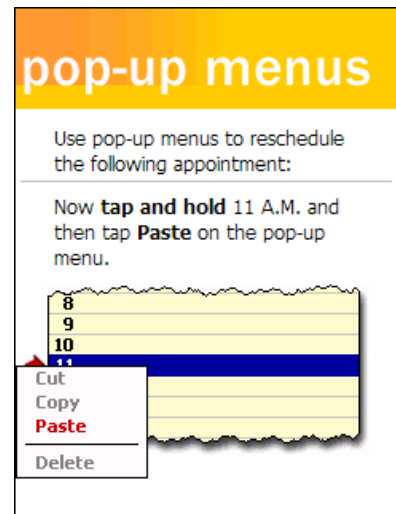 pop-up menus
Use pop-up menus to reschedule
the following appointment:
Now tap and hold 11 A.M. and
then tap Paste on the pop-up
menu.
8
9
10
11
Cut
Copy
Paste
Delete